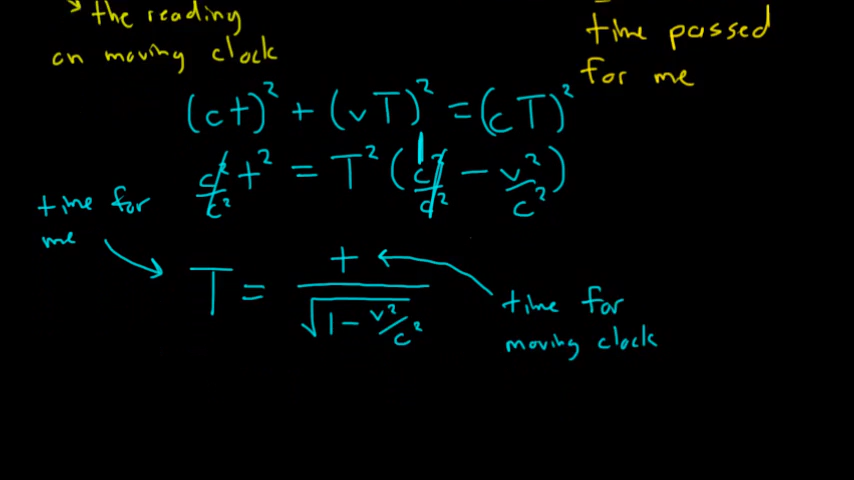 the reading
on moving clock
time passed
for me
(ct)² + (vT)² = (cT)²
c²/c² t² = T² (c²/c² - v²/c²)
1
time for
me
T = t / √(1 - v²/c²)
time for
moving clock